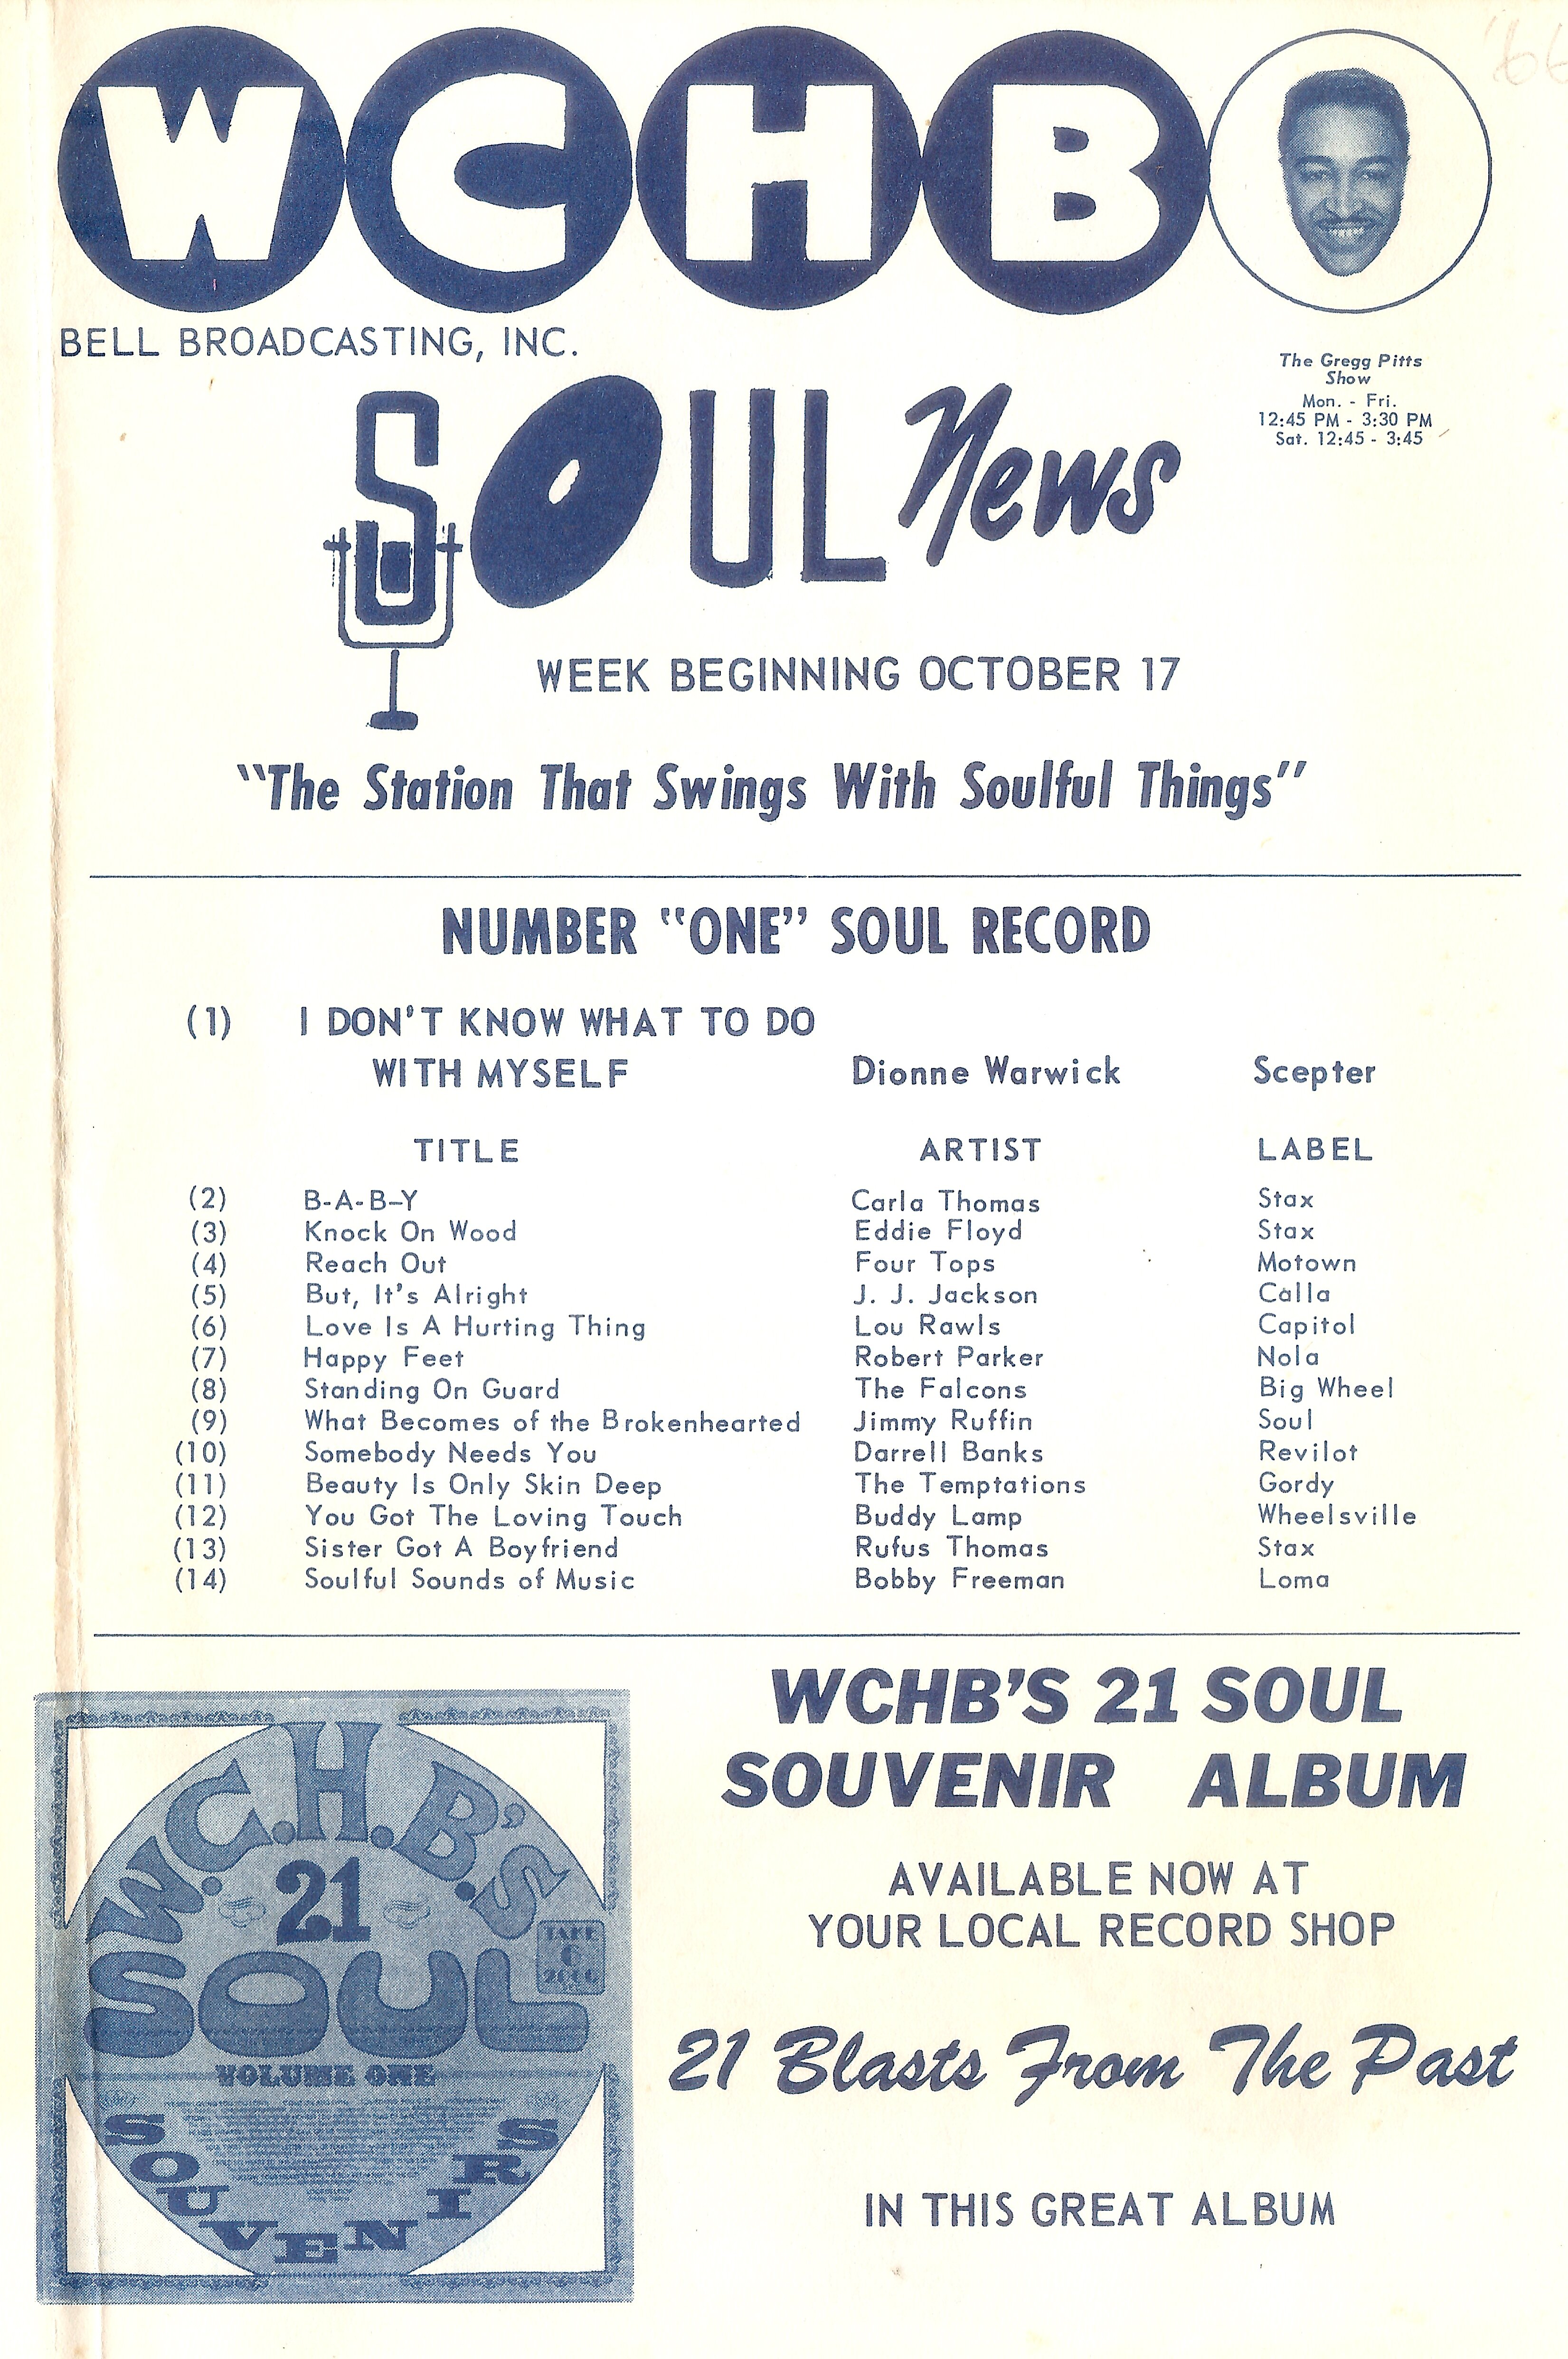 '66
WCHB
BELL BROADCASTING, INC.
The Gregg Pitts
Show
Mon. - Fri.
12:45 PM - 3:30 PM
Sat. 12:45 - 3:45
SOUL News
WEEK BEGINNING OCTOBER 17
"The Station That Swings With Soulful Things"
NUMBER "ONE" SOUL RECORD
(1) I DON'T KNOW WHAT TO DO
WITH MYSELF Dionne Warwick Scepter
TITLE ARTIST LABEL
(2) B-A-B-Y Carla Thomas Stax
(3) Knock On Wood Eddie Floyd Stax
(4) Reach Out Four Tops Motown
(5) But, It's Alright J. J. Jackson Calla
(6) Love Is A Hurting Thing Lou Rawls Capitol
(7) Happy Feet Robert Parker Nola
(8) Standing On Guard The Falcons Big Wheel
(9) What Becomes of the Brokenhearted Jimmy Ruffin Soul
(10) Somebody Needs You Darrell Banks Revilot
(11) Beauty Is Only Skin Deep The Temptations Gordy
(12) You Got The Loving Touch Buddy Lamp Wheelsville
(13) Sister Got A Boyfriend Rufus Thomas Stax
(14) Soulful Sounds of Music Bobby Freeman Loma
W.C.H.B.'S
21
SOUL
TAKE
6
2000
VOLUME ONE
SOUVENIRS
WCHB'S 21 SOUL
SOUVENIR ALBUM
AVAILABLE NOW AT
YOUR LOCAL RECORD SHOP
21 Blasts From The Past
IN THIS GREAT ALBUM